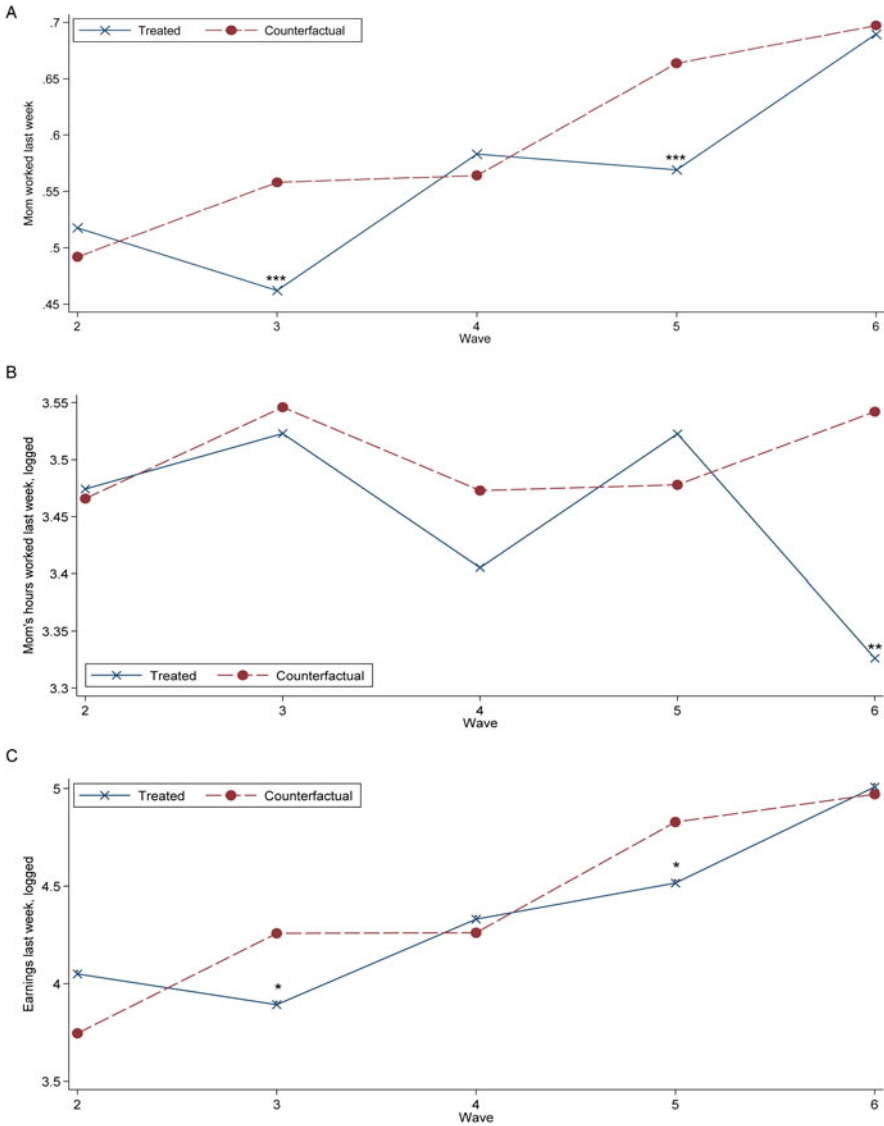 A
Treated Counterfactual
.7
.65
.6
.55
.5
.45
Mom worked last week
***
***
2 3 4 5 6
Wave
B
3.55
3.5
3.45
3.4
3.35
3.3
Mom's hours worked last week, logged
**
Treated Counterfactual
2 3 4 5 6
Wave
C
Treated Counterfactual
5
4.5
4
3.5
Earnings last week, logged
*
*
2 3 4 5 6
Wave